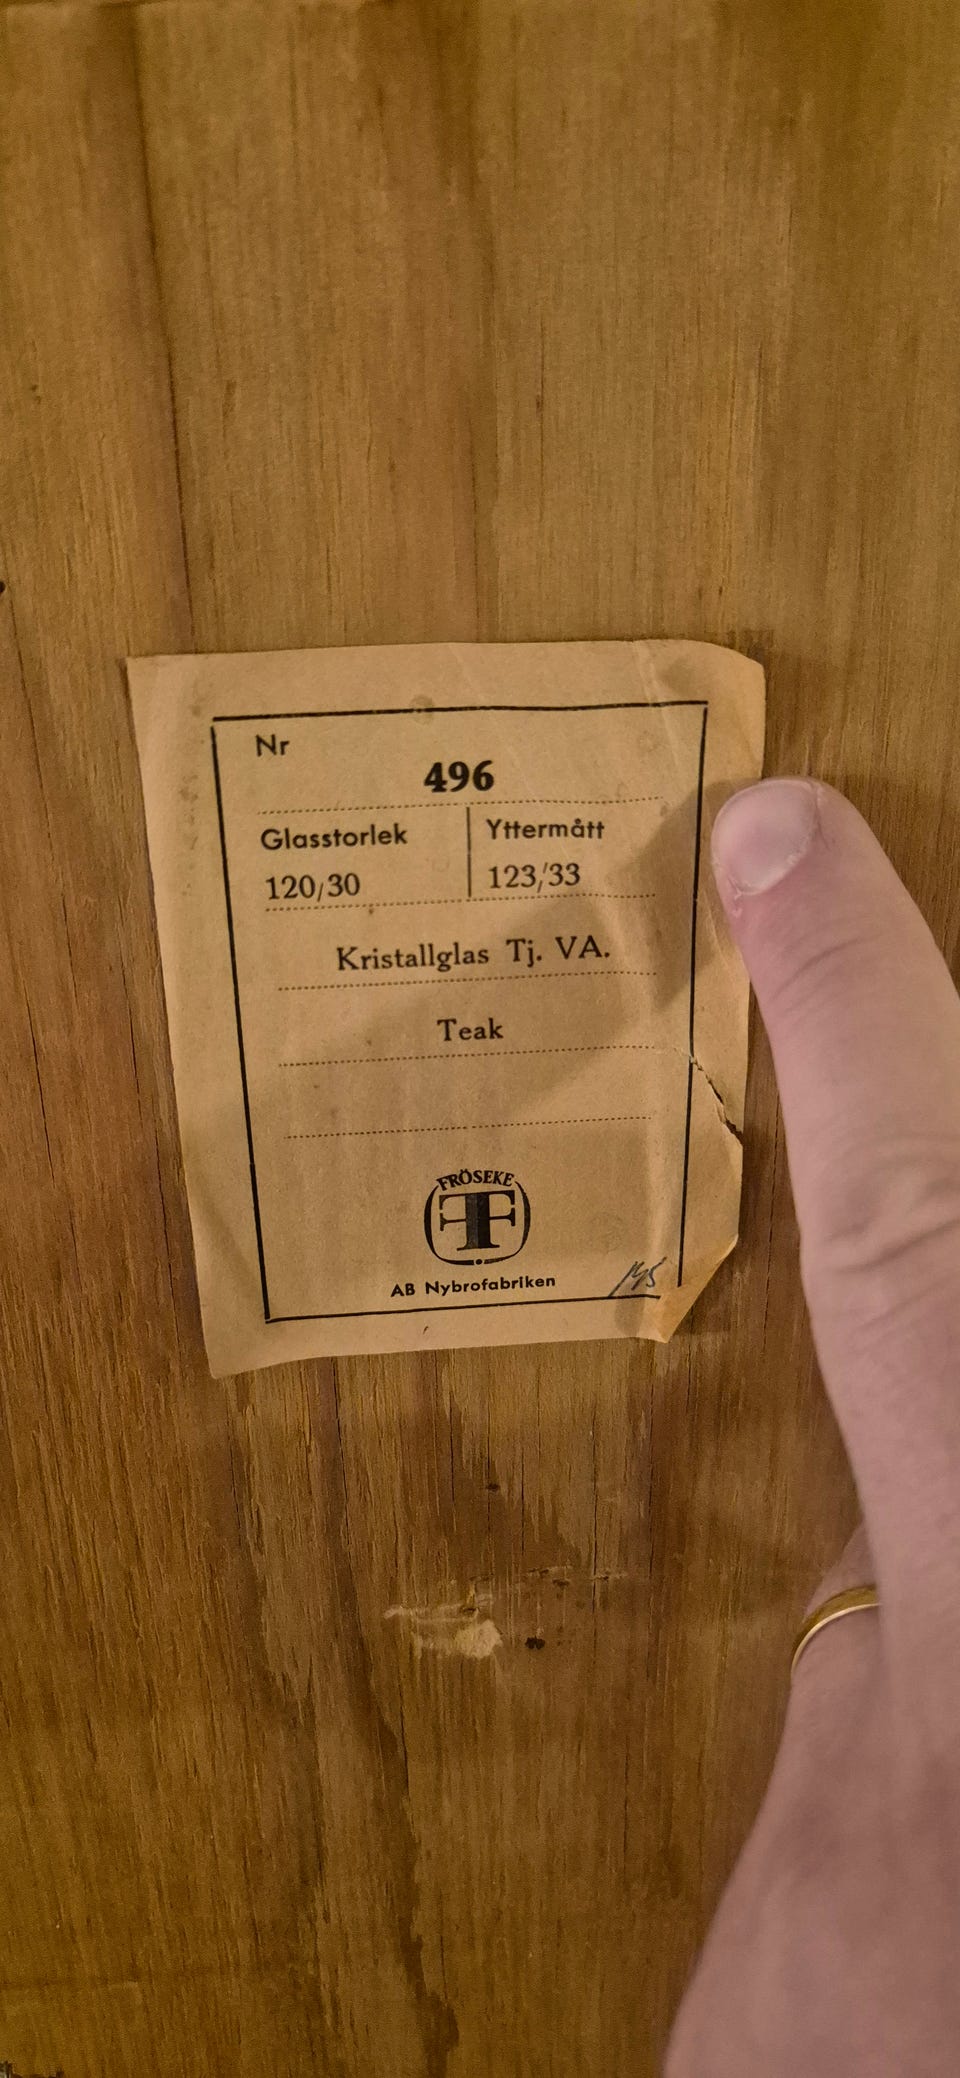 Nr
496
Glasstorlek Yttermått
120/30 123/33
Kristallglas Tj. VA.
Teak
FRÖSEKE
AB Nybrofabriken